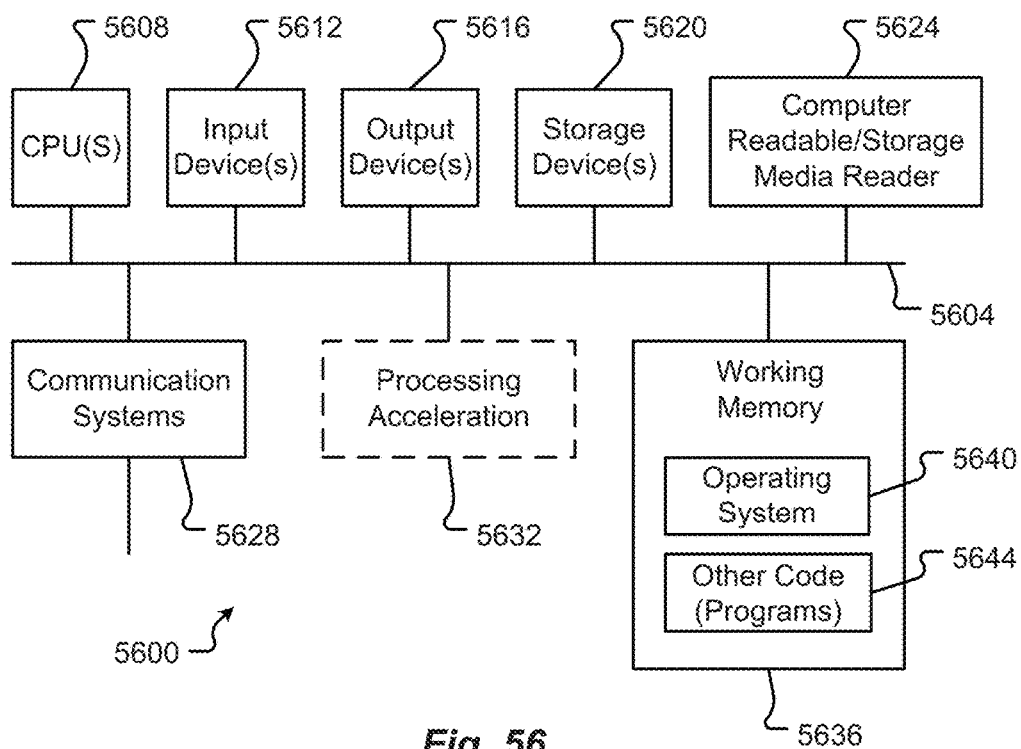 5608
5612
5616
5620
5624
CPU(S)
Input
Device(s)
Output
Device(s)
Storage
Device(s)
Computer
Readable/Storage
Media Reader
5604
Communication
Systems
Processing
Acceleration
Working
Memory
5640
Operating
System
5628
5632
5644
Other Code
(Programs)
5600
5636
Fig. 56